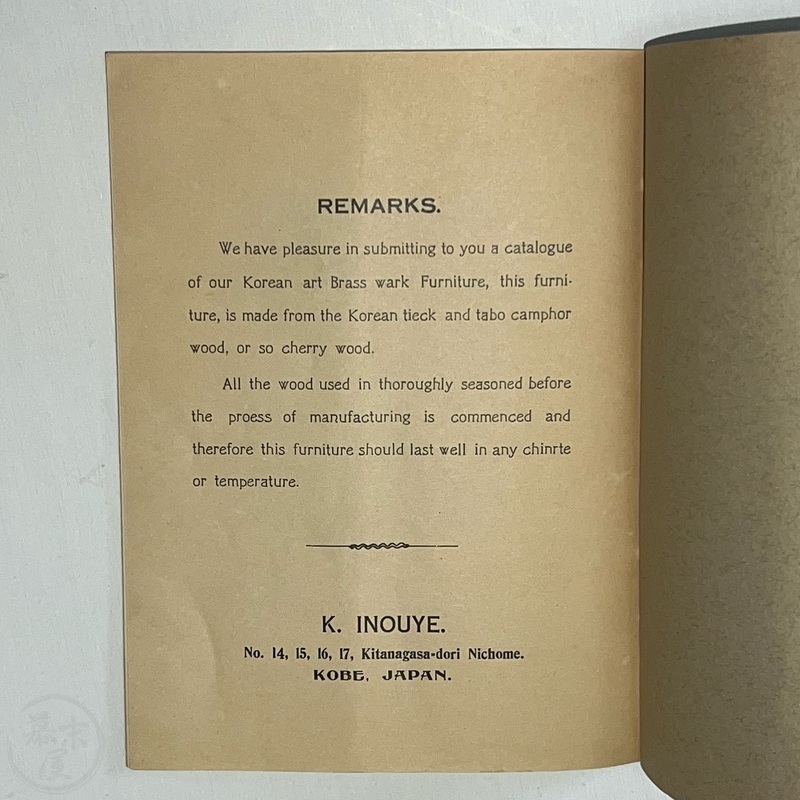 REMARKS.
We have pleasure in submitting to you a catalogue
of our Korean art Brass wark Furniture, this furni-
ture, is made from the Korean tieck and tabo camphor
wood, or so cherry wood.
All the wood used in thoroughly seasoned before
the proess of manufacturing is commenced and
therefore this furniture should last well in any chinrte
or temperature.
K. INOUYE.
No. 14, 15, 16, 17, Kitanagasa-dori Nichome.
KOBE, JAPAN.
幕末屋